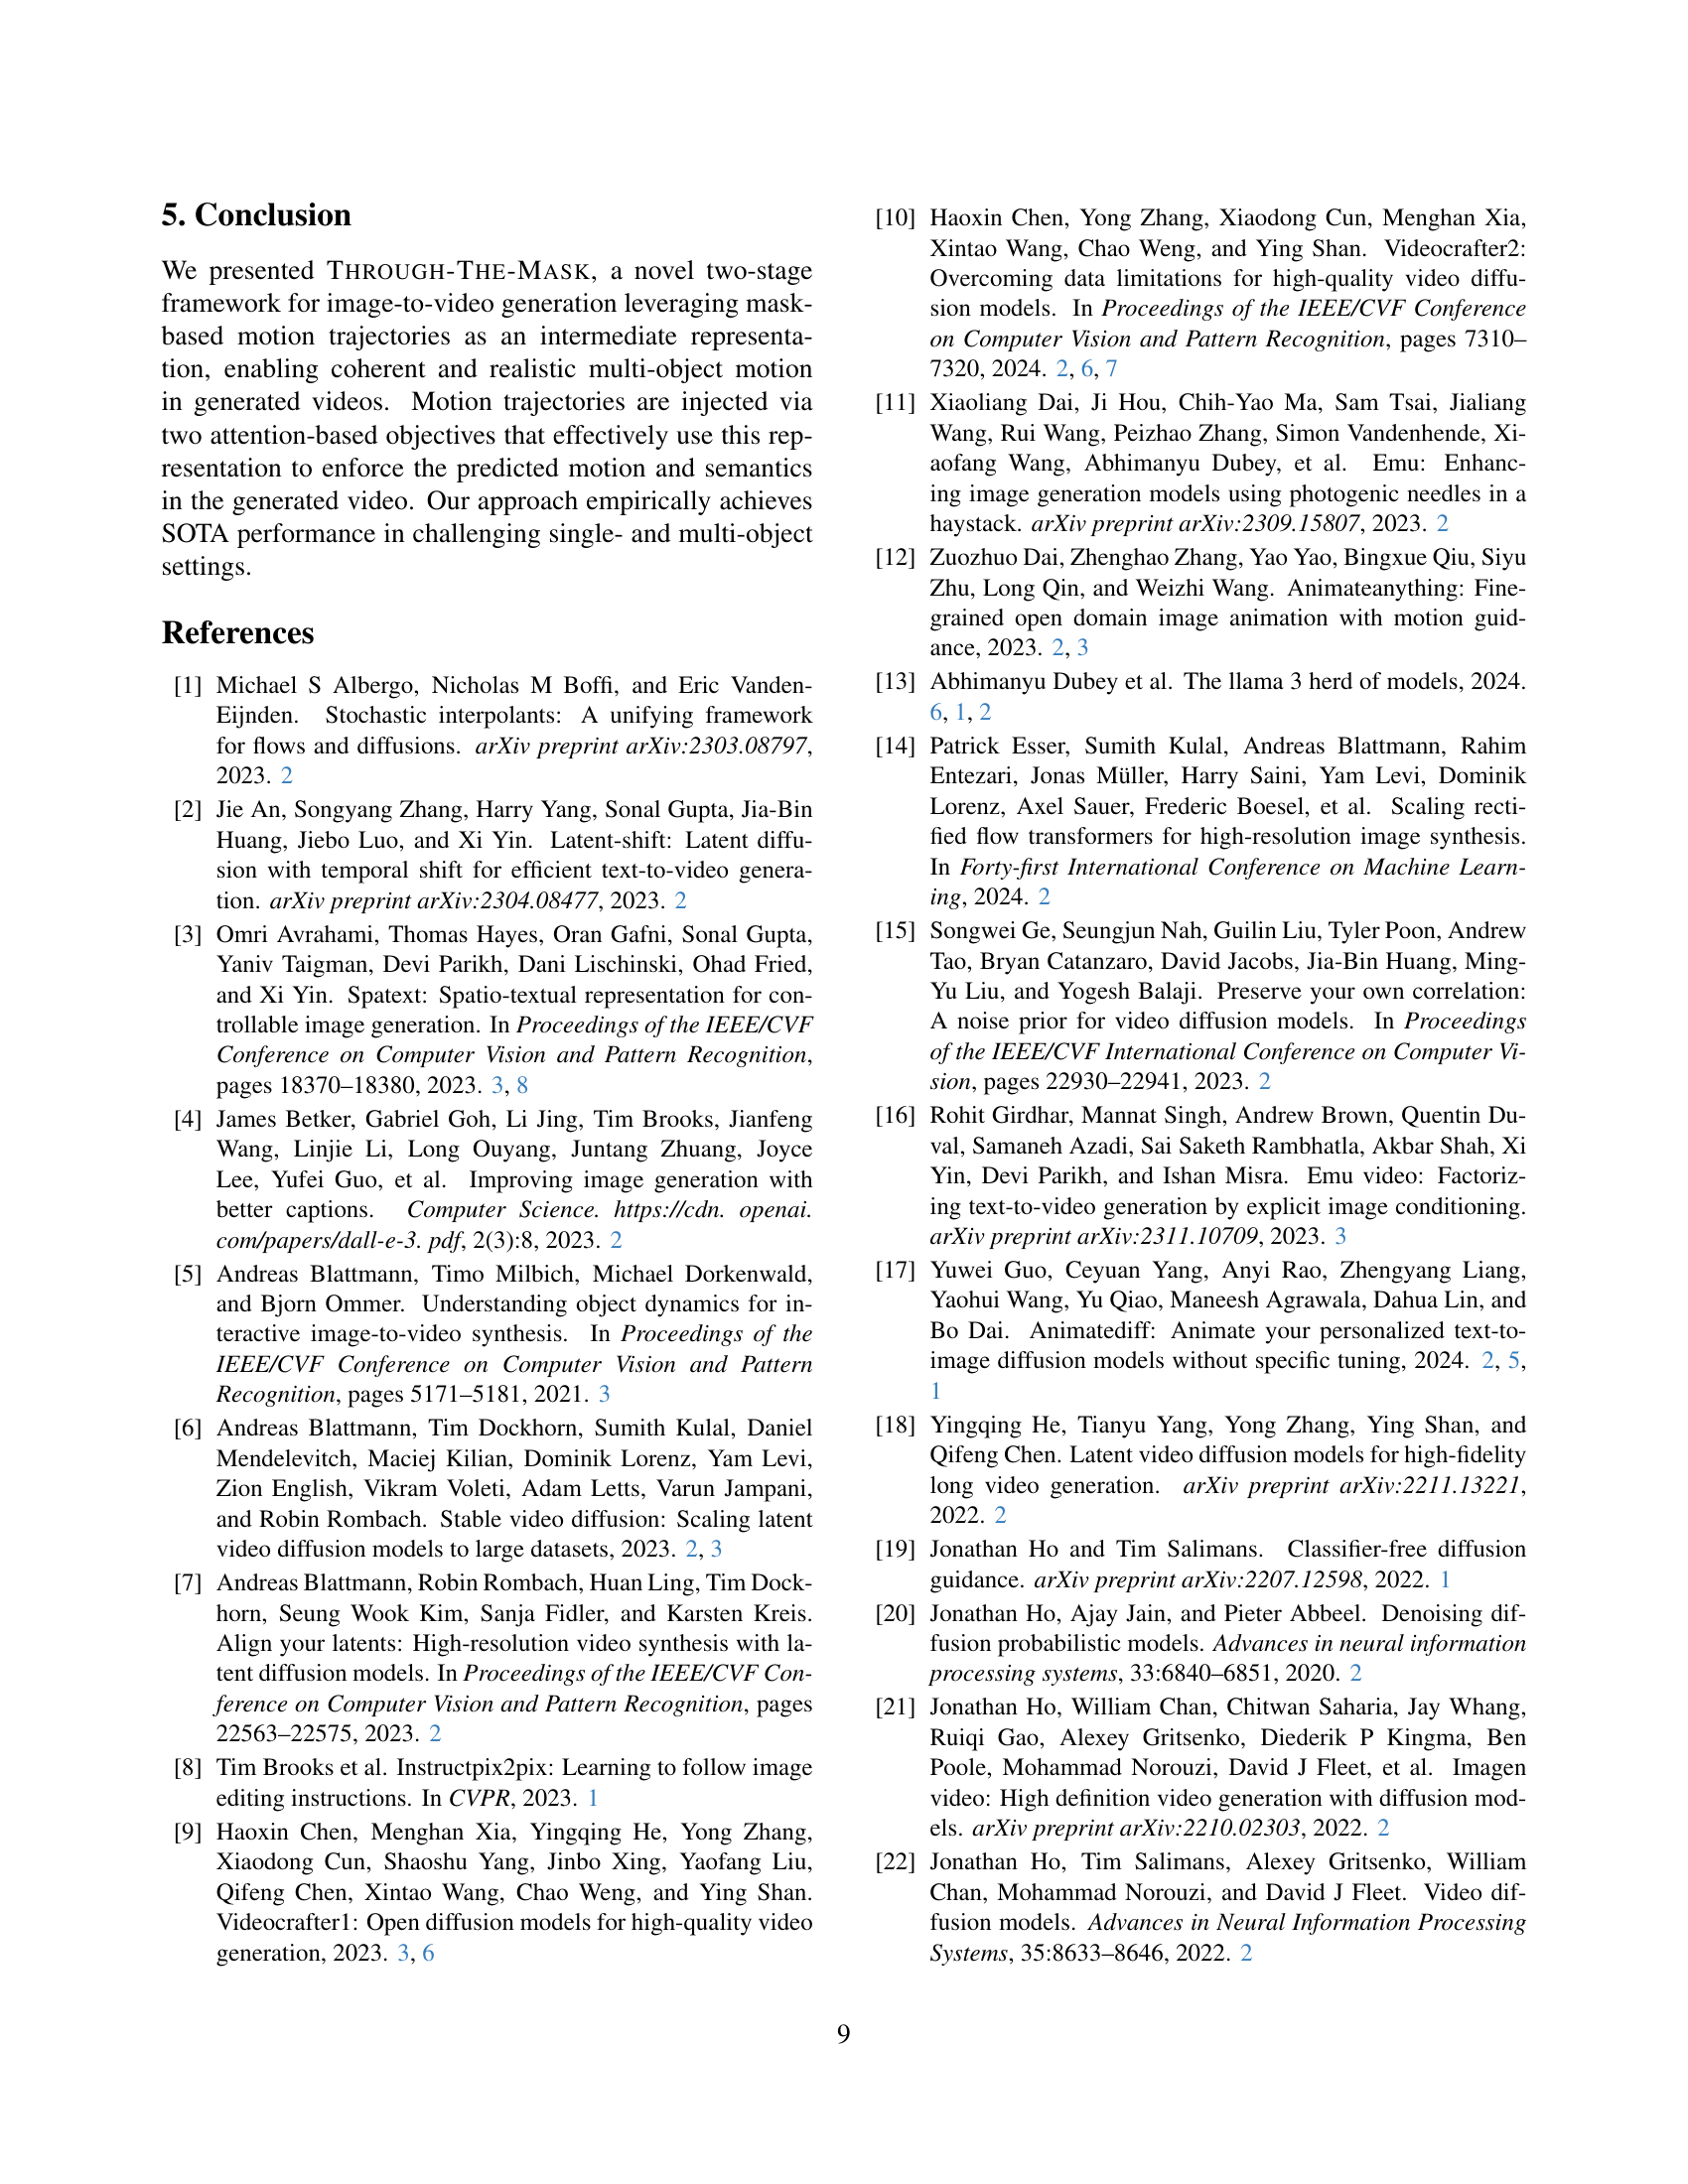 5. Conclusion
We presented THROUGH-THE-MASK, a novel two-stage
framework for image-to-video generation leveraging mask-
based motion trajectories as an intermediate representa-
tion, enabling coherent and realistic multi-object motion
in generated videos. Motion trajectories are injected via
two attention-based objectives that effectively use this rep-
resentation to enforce the predicted motion and semantics
in the generated video. Our approach empirically achieves
SOTA performance in challenging single- and multi-object
settings.
References
[1] Michael S Albergo, Nicholas M Boffi, and Eric Vanden-
Eijnden. Stochastic interpolants: A unifying framework
for flows and diffusions. arXiv preprint arXiv:2303.08797,
2023. 2
[2] Jie An, Songyang Zhang, Harry Yang, Sonal Gupta, Jia-Bin
Huang, Jiebo Luo, and Xi Yin. Latent-shift: Latent diffu-
sion with temporal shift for efficient text-to-video genera-
tion. arXiv preprint arXiv:2304.08477, 2023. 2
[3] Omri Avrahami, Thomas Hayes, Oran Gafni, Sonal Gupta,
Yaniv Taigman, Devi Parikh, Dani Lischinski, Ohad Fried,
and Xi Yin. Spatext: Spatio-textual representation for con-
trollable image generation. In Proceedings of the IEEE/CVF
Conference on Computer Vision and Pattern Recognition,
pages 18370–18380, 2023. 3, 8
[4] James Betker, Gabriel Goh, Li Jing, Tim Brooks, Jianfeng
Wang, Linjie Li, Long Ouyang, Juntang Zhuang, Joyce
Lee, Yufei Guo, et al. Improving image generation with
better captions. Computer Science. https://cdn. openai.
com/papers/dall-e-3. pdf, 2(3):8, 2023. 2
[5] Andreas Blattmann, Timo Milbich, Michael Dorkenwald,
and Bjorn Ommer. Understanding object dynamics for in-
teractive image-to-video synthesis. In Proceedings of the
IEEE/CVF Conference on Computer Vision and Pattern
Recognition, pages 5171–5181, 2021. 3
[6] Andreas Blattmann, Tim Dockhorn, Sumith Kulal, Daniel
Mendelevitch, Maciej Kilian, Dominik Lorenz, Yam Levi,
Zion English, Vikram Voleti, Adam Letts, Varun Jampani,
and Robin Rombach. Stable video diffusion: Scaling latent
video diffusion models to large datasets, 2023. 2, 3
[7] Andreas Blattmann, Robin Rombach, Huan Ling, Tim Dock-
horn, Seung Wook Kim, Sanja Fidler, and Karsten Kreis.
Align your latents: High-resolution video synthesis with la-
tent diffusion models. In Proceedings of the IEEE/CVF Con-
ference on Computer Vision and Pattern Recognition, pages
22563–22575, 2023. 2
[8] Tim Brooks et al. Instructpix2pix: Learning to follow image
editing instructions. In CVPR, 2023. 1
[9] Haoxin Chen, Menghan Xia, Yingqing He, Yong Zhang,
Xiaodong Cun, Shaoshu Yang, Jinbo Xing, Yaofang Liu,
Qifeng Chen, Xintao Wang, Chao Weng, and Ying Shan.
Videocrafter1: Open diffusion models for high-quality video
generation, 2023. 3, 6
[10] Haoxin Chen, Yong Zhang, Xiaodong Cun, Menghan Xia,
Xintao Wang, Chao Weng, and Ying Shan. Videocrafter2:
Overcoming data limitations for high-quality video diffu-
sion models. In Proceedings of the IEEE/CVF Conference
on Computer Vision and Pattern Recognition, pages 7310–
7320, 2024. 2, 6, 7
[11] Xiaoliang Dai, Ji Hou, Chih-Yao Ma, Sam Tsai, Jialiang
Wang, Rui Wang, Peizhao Zhang, Simon Vandenhende, Xi-
aofang Wang, Abhimanyu Dubey, et al. Emu: Enhanc-
ing image generation models using photogenic needles in a
haystack. arXiv preprint arXiv:2309.15807, 2023. 2
[12] Zuozhuo Dai, Zhenghao Zhang, Yao Yao, Bingxue Qiu, Siyu
Zhu, Long Qin, and Weizhi Wang. Animateanything: Fine-
grained open domain image animation with motion guid-
ance, 2023. 2, 3
[13] Abhimanyu Dubey et al. The llama 3 herd of models, 2024.
6, 1, 2
[14] Patrick Esser, Sumith Kulal, Andreas Blattmann, Rahim
Entezari, Jonas Müller, Harry Saini, Yam Levi, Dominik
Lorenz, Axel Sauer, Frederic Boesel, et al. Scaling recti-
fied flow transformers for high-resolution image synthesis.
In Forty-first International Conference on Machine Learn-
ing, 2024. 2
[15] Songwei Ge, Seungjun Nah, Guilin Liu, Tyler Poon, Andrew
Tao, Bryan Catanzaro, David Jacobs, Jia-Bin Huang, Ming-
Yu Liu, and Yogesh Balaji. Preserve your own correlation:
A noise prior for video diffusion models. In Proceedings
of the IEEE/CVF International Conference on Computer Vi-
sion, pages 22930–22941, 2023. 2
[16] Rohit Girdhar, Mannat Singh, Andrew Brown, Quentin Du-
val, Samaneh Azadi, Sai Saketh Rambhatla, Akbar Shah, Xi
Yin, Devi Parikh, and Ishan Misra. Emu video: Factoriz-
ing text-to-video generation by explicit image conditioning.
arXiv preprint arXiv:2311.10709, 2023. 3
[17] Yuwei Guo, Ceyuan Yang, Anyi Rao, Zhengyang Liang,
Yaohui Wang, Yu Qiao, Maneesh Agrawala, Dahua Lin, and
Bo Dai. Animatediff: Animate your personalized text-to-
image diffusion models without specific tuning, 2024. 2, 5,
1
[18] Yingqing He, Tianyu Yang, Yong Zhang, Ying Shan, and
Qifeng Chen. Latent video diffusion models for high-fidelity
long video generation. arXiv preprint arXiv:2211.13221,
2022. 2
[19] Jonathan Ho and Tim Salimans. Classifier-free diffusion
guidance. arXiv preprint arXiv:2207.12598, 2022. 1
[20] Jonathan Ho, Ajay Jain, and Pieter Abbeel. Denoising dif-
fusion probabilistic models. Advances in neural information
processing systems, 33:6840–6851, 2020. 2
[21] Jonathan Ho, William Chan, Chitwan Saharia, Jay Whang,
Ruiqi Gao, Alexey Gritsenko, Diederik P Kingma, Ben
Poole, Mohammad Norouzi, David J Fleet, et al. Imagen
video: High definition video generation with diffusion mod-
els. arXiv preprint arXiv:2210.02303, 2022. 2
[22] Jonathan Ho, Tim Salimans, Alexey Gritsenko, William
Chan, Mohammad Norouzi, and David J Fleet. Video dif-
fusion models. Advances in Neural Information Processing
Systems, 35:8633–8646, 2022. 2
9